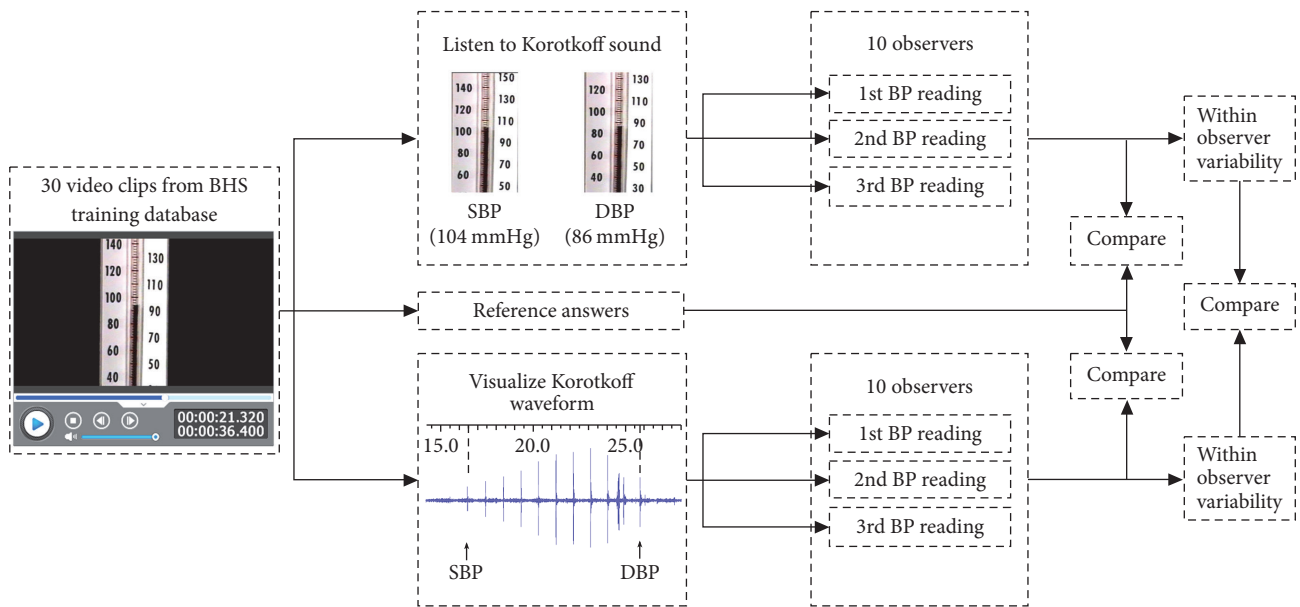 30 video clips from BHS
training database
140
120
100
80
60
40
130
110
90
70
50
00:00:21.320
00:00:36.400
Listen to Korotkoff sound
140
120
100
80
60
150
130
110
90
70
50
SBP
(104 mmHg)
120
100
80
60
40
130
110
90
70
50
30
DBP
(86 mmHg)
10 observers
1st BP reading
2nd BP reading
3rd BP reading
Within
observer
variability
Compare
Reference answers
Compare
Compare
Visualize Korotkoff
waveform
15.0 20.0 25.0
SBP DBP
10 observers
1st BP reading
2nd BP reading
3rd BP reading
Within
observer
variability